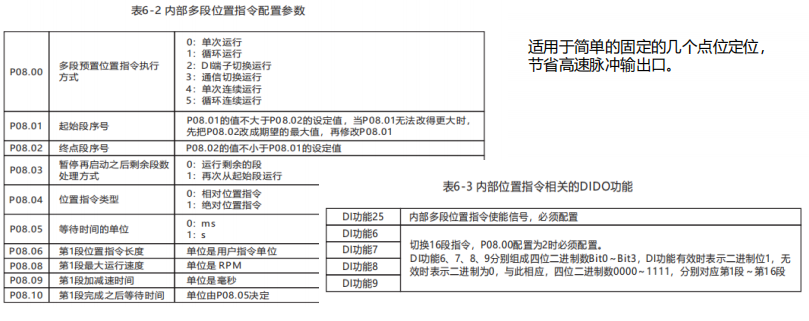 表6-2 内部多段位置指令配置参数
P08.00 多段预置位置指令执行方式
0：单次运行
1：循环运行
2：DI端子切换运行
3：通信切换运行
4：单次连续运行
5：循环连续运行
P08.01 起始段序号 P08.01的值不大于P08.02的设定值，当P08.01无法改得更大时，
先把P08.02改成期望的最大值，再修改P08.01
P08.02 终点段序号 P08.02的值不小于P08.01的设定值
P08.03 暂停再启动之后剩余段数处理方式
0：运行剩余的段
1：再次从起始段运行
P08.04 位置指令类型
0：相对位置指令
1：绝对位置指令
P08.05 等待时间的单位
0：ms
1：s
P08.06 第1段位置指令长度 单位是用户指令单位
P08.08 第1段最大运行速度 单位是 RPM
P08.09 第1段加减速时间 单位是毫秒
P08.10 第1段完成之后等待时间 单位由P08.05决定
适用于简单的固定的几个点位定位，
节省高速脉冲输出口。
表6-3 内部位置指令相关的DIDO功能
DI功能25 内部多段位置指令使能信号，必须配置
DI功能6
DI功能7
DI功能8
DI功能9
切换16段指令，P08.00配置为2时必须配置。
DI功能6、7、8、9分别组成四位二进制数Bit0～Bit3，DI功能有效时表示二进制位1，无
效时表示二进制为0，与此相应，四位二进制数0000～1111，分别对应第1段～第16段